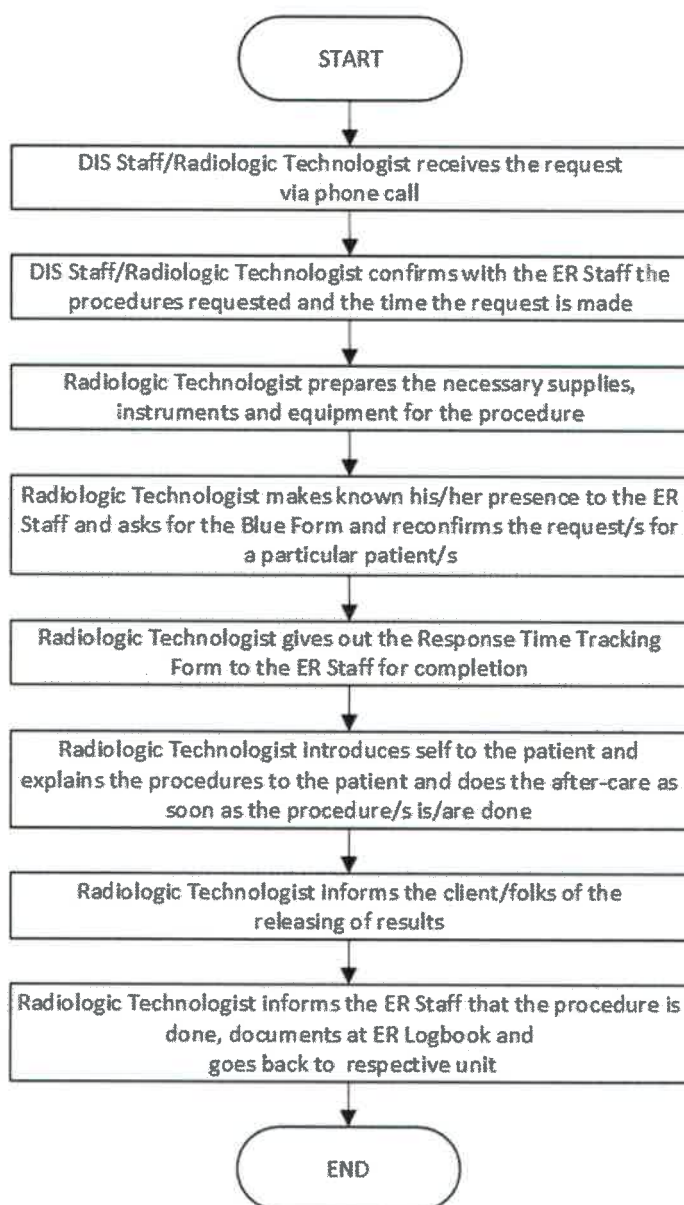 START
DIS Staff/Radiologic Technologist receives the request
via phone call
DIS Staff/Radiologic Technologist confirms with the ER Staff the
procedures requested and the time the request is made
Radiologic Technologist prepares the necessary supplies,
instruments and equipment for the procedure
Radiologic Technologist makes known his/her presence to the ER
Staff and asks for the Blue Form and reconfirms the request/s for
a particular patient/s
Radiologic Technologist gives out the Response Time Tracking
Form to the ER Staff for completion
Radiologic Technologist introduces self to the patient and
explains the procedures to the patient and does the after-care as
soon as the procedure/s is/are done
Radiologic Technologist informs the client/folks of the
releasing of results
Radiologic Technologist informs the ER Staff that the procedure is
done, documents at ER Logbook and
goes back to respective unit
END